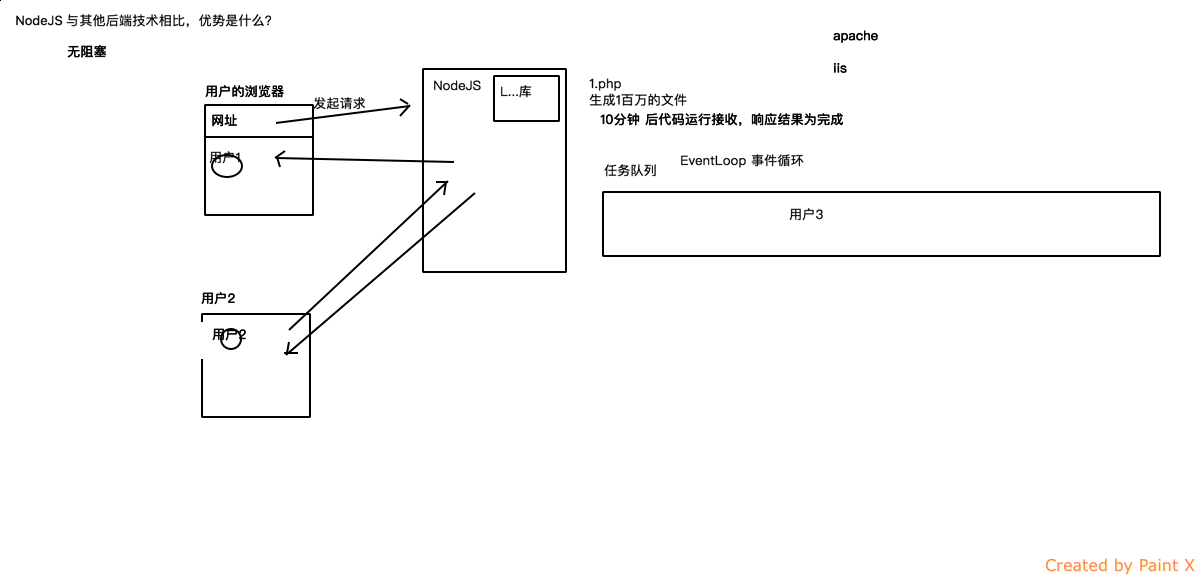 NodeJS 与其他后端技术相比，优势是什么?
无阻塞
apache
iis
用户的浏览器
发起请求
网址
用户1
NodeJS
L...库
1.php
生成1百万的文件
10分钟 后代码运行接收，响应结果为完成
EventLoop 事件循环
任务队列
用户3
用户2
用户2
Created by Paint X